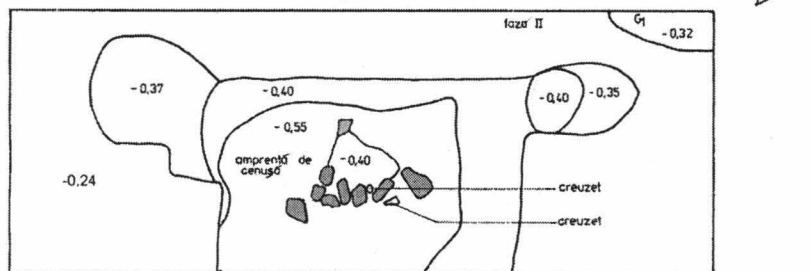 faza II
G1
-0,32
-0,37
-0,40
-0,40
-0,35
-0,55
amprentă de
cenușă
-0,40
-0,24
creuzet
creuzet